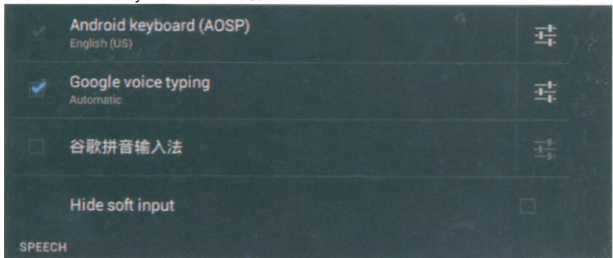 Android keyboard (AOSP)
English (US)
Google voice typing
Automatic
谷歌拼音输入法
Hide soft input
SPEECH